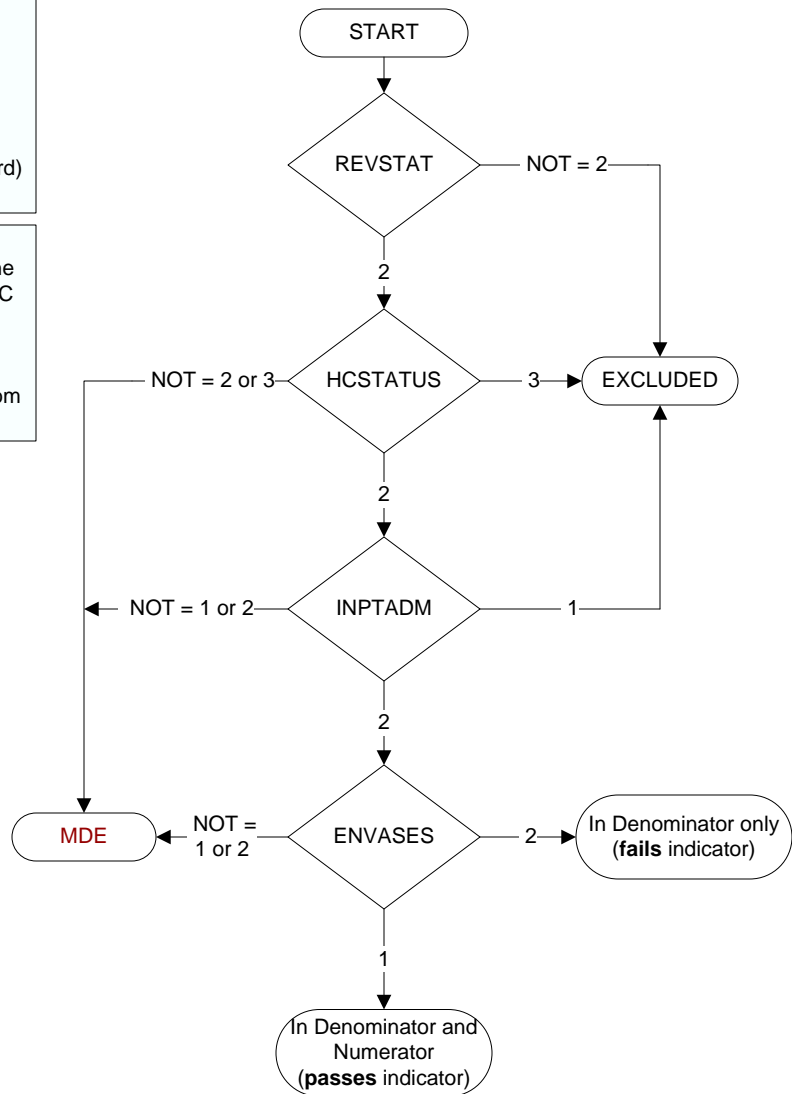 rd)
ne
C
om
START
REVSTAT
NOT = 2
2
NOT = 2 or 3
HCSTATUS
3
EXCLUDED
2
NOT = 1 or 2
INPTADM
1
2
MDE
NOT =
1 or 2
ENVASES
2
In Denominator only
(fails indicator)
1
In Denominator and
Numerator
(passes indicator)